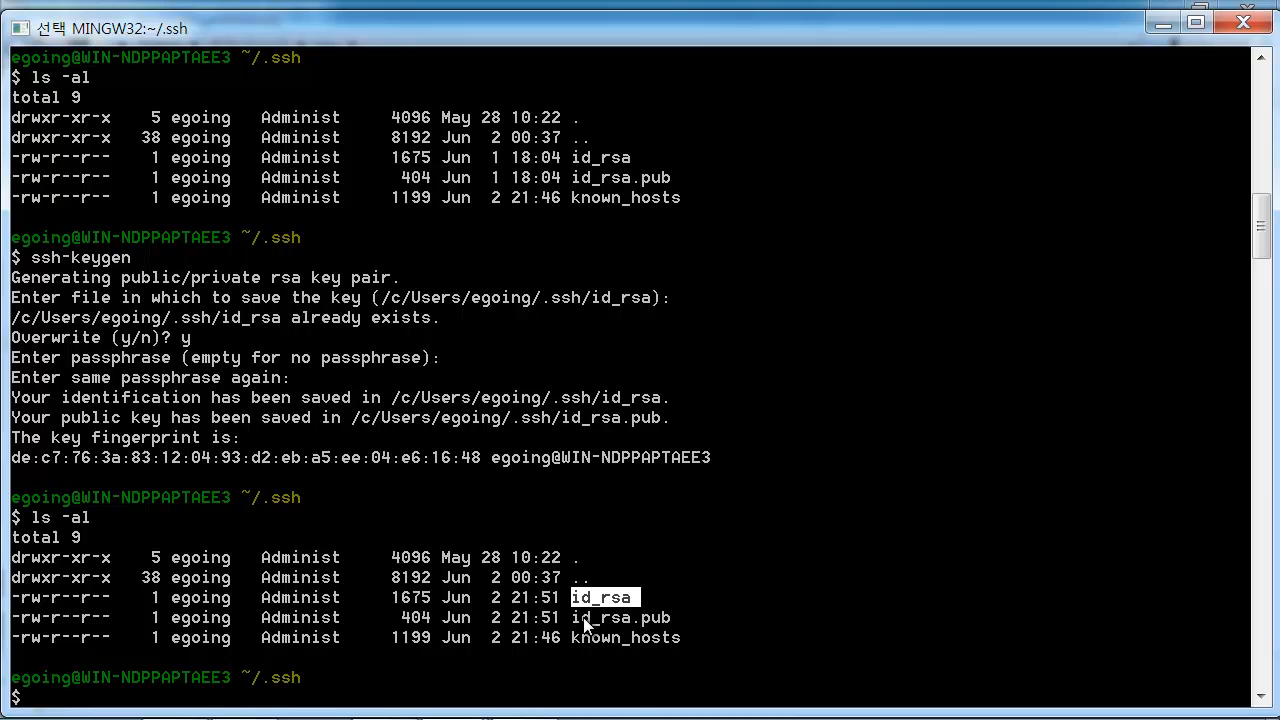 선택 MINGW32:~/.ssh
egoing@WIN-NDPPAPTAEE3 ~/.ssh
$ ls -al
total 9
drwxr-xr-x    5 egoing   Administ     4096 May 28 10:22 .
drwxr-xr-x   38 egoing   Administ     8192 Jun  2 00:37 ..
-rw-r--r--    1 egoing   Administ     1675 Jun  1 18:04 id_rsa
-rw-r--r--    1 egoing   Administ      404 Jun  1 18:04 id_rsa.pub
-rw-r--r--    1 egoing   Administ     1199 Jun  2 21:46 known_hosts
egoing@WIN-NDPPAPTAEE3 ~/.ssh
$ ssh-keygen
Generating public/private rsa key pair.
Enter file in which to save the key (/c/Users/egoing/.ssh/id_rsa):
/c/Users/egoing/.ssh/id_rsa already exists.
Overwrite (y/n)? y
Enter passphrase (empty for no passphrase):
Enter same passphrase again:
Your identification has been saved in /c/Users/egoing/.ssh/id_rsa.
Your public key has been saved in /c/Users/egoing/.ssh/id_rsa.pub.
The key fingerprint is:
de:c7:76:3a:83:12:04:93:d2:eb:a5:ee:04:e6:16:48 egoing@WIN-NDPPAPTAEE3
egoing@WIN-NDPPAPTAEE3 ~/.ssh
$ ls -al
total 9
drwxr-xr-x    5 egoing   Administ     4096 May 28 10:22 .
drwxr-xr-x   38 egoing   Administ     8192 Jun  2 00:37 ..
-rw-r--r--    1 egoing   Administ     1675 Jun  2 21:51 id_rsa
-rw-r--r--    1 egoing   Administ      404 Jun  2 21:51 id_rsa.pub
-rw-r--r--    1 egoing   Administ     1199 Jun  2 21:46 known_hosts
egoing@WIN-NDPPAPTAEE3 ~/.ssh
$